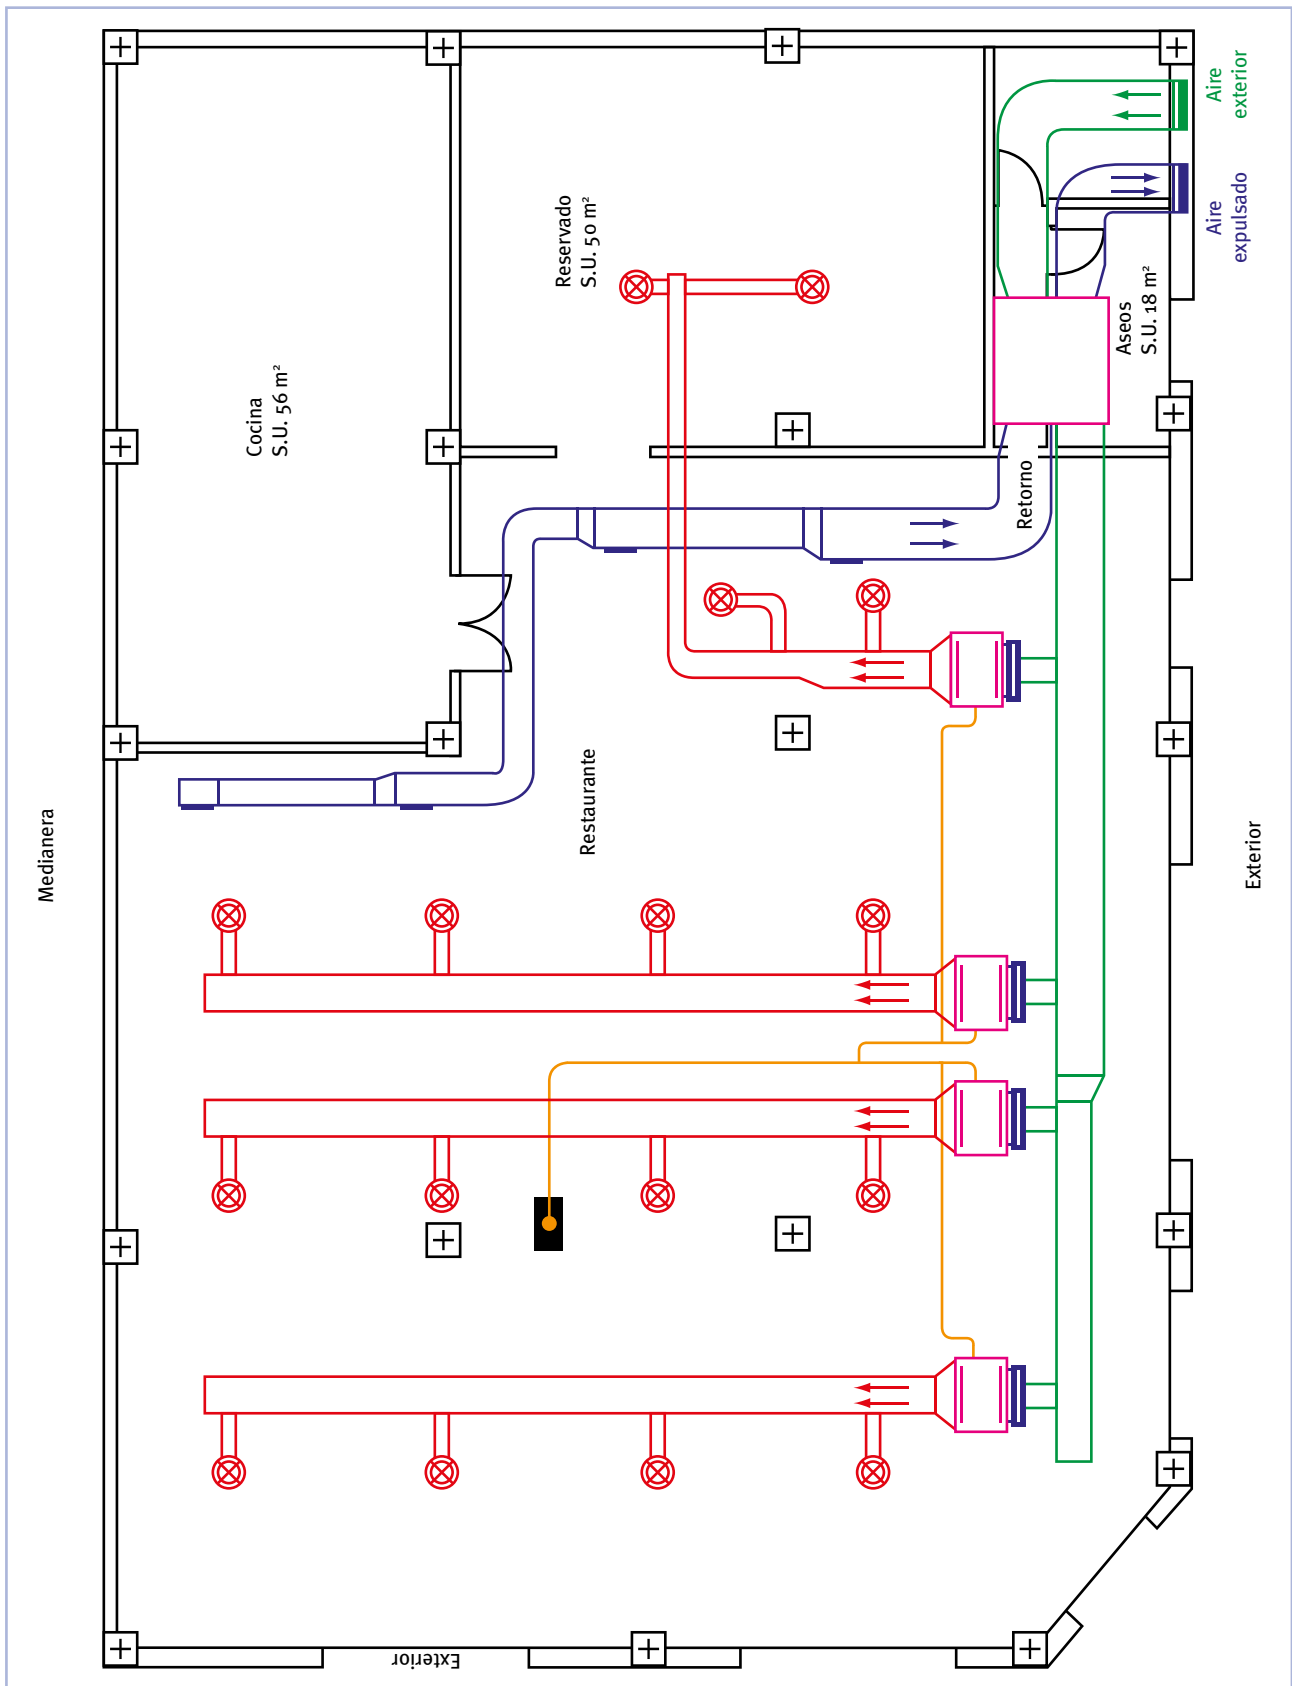 Aire
exterior
Aire
expulsado
Reservado
S.U. 50 m²
Aseos
S.U. 18 m²
Cocina
S.U. 56 m²
Retorno
Restaurante
Medianera
Exterior
Exterior